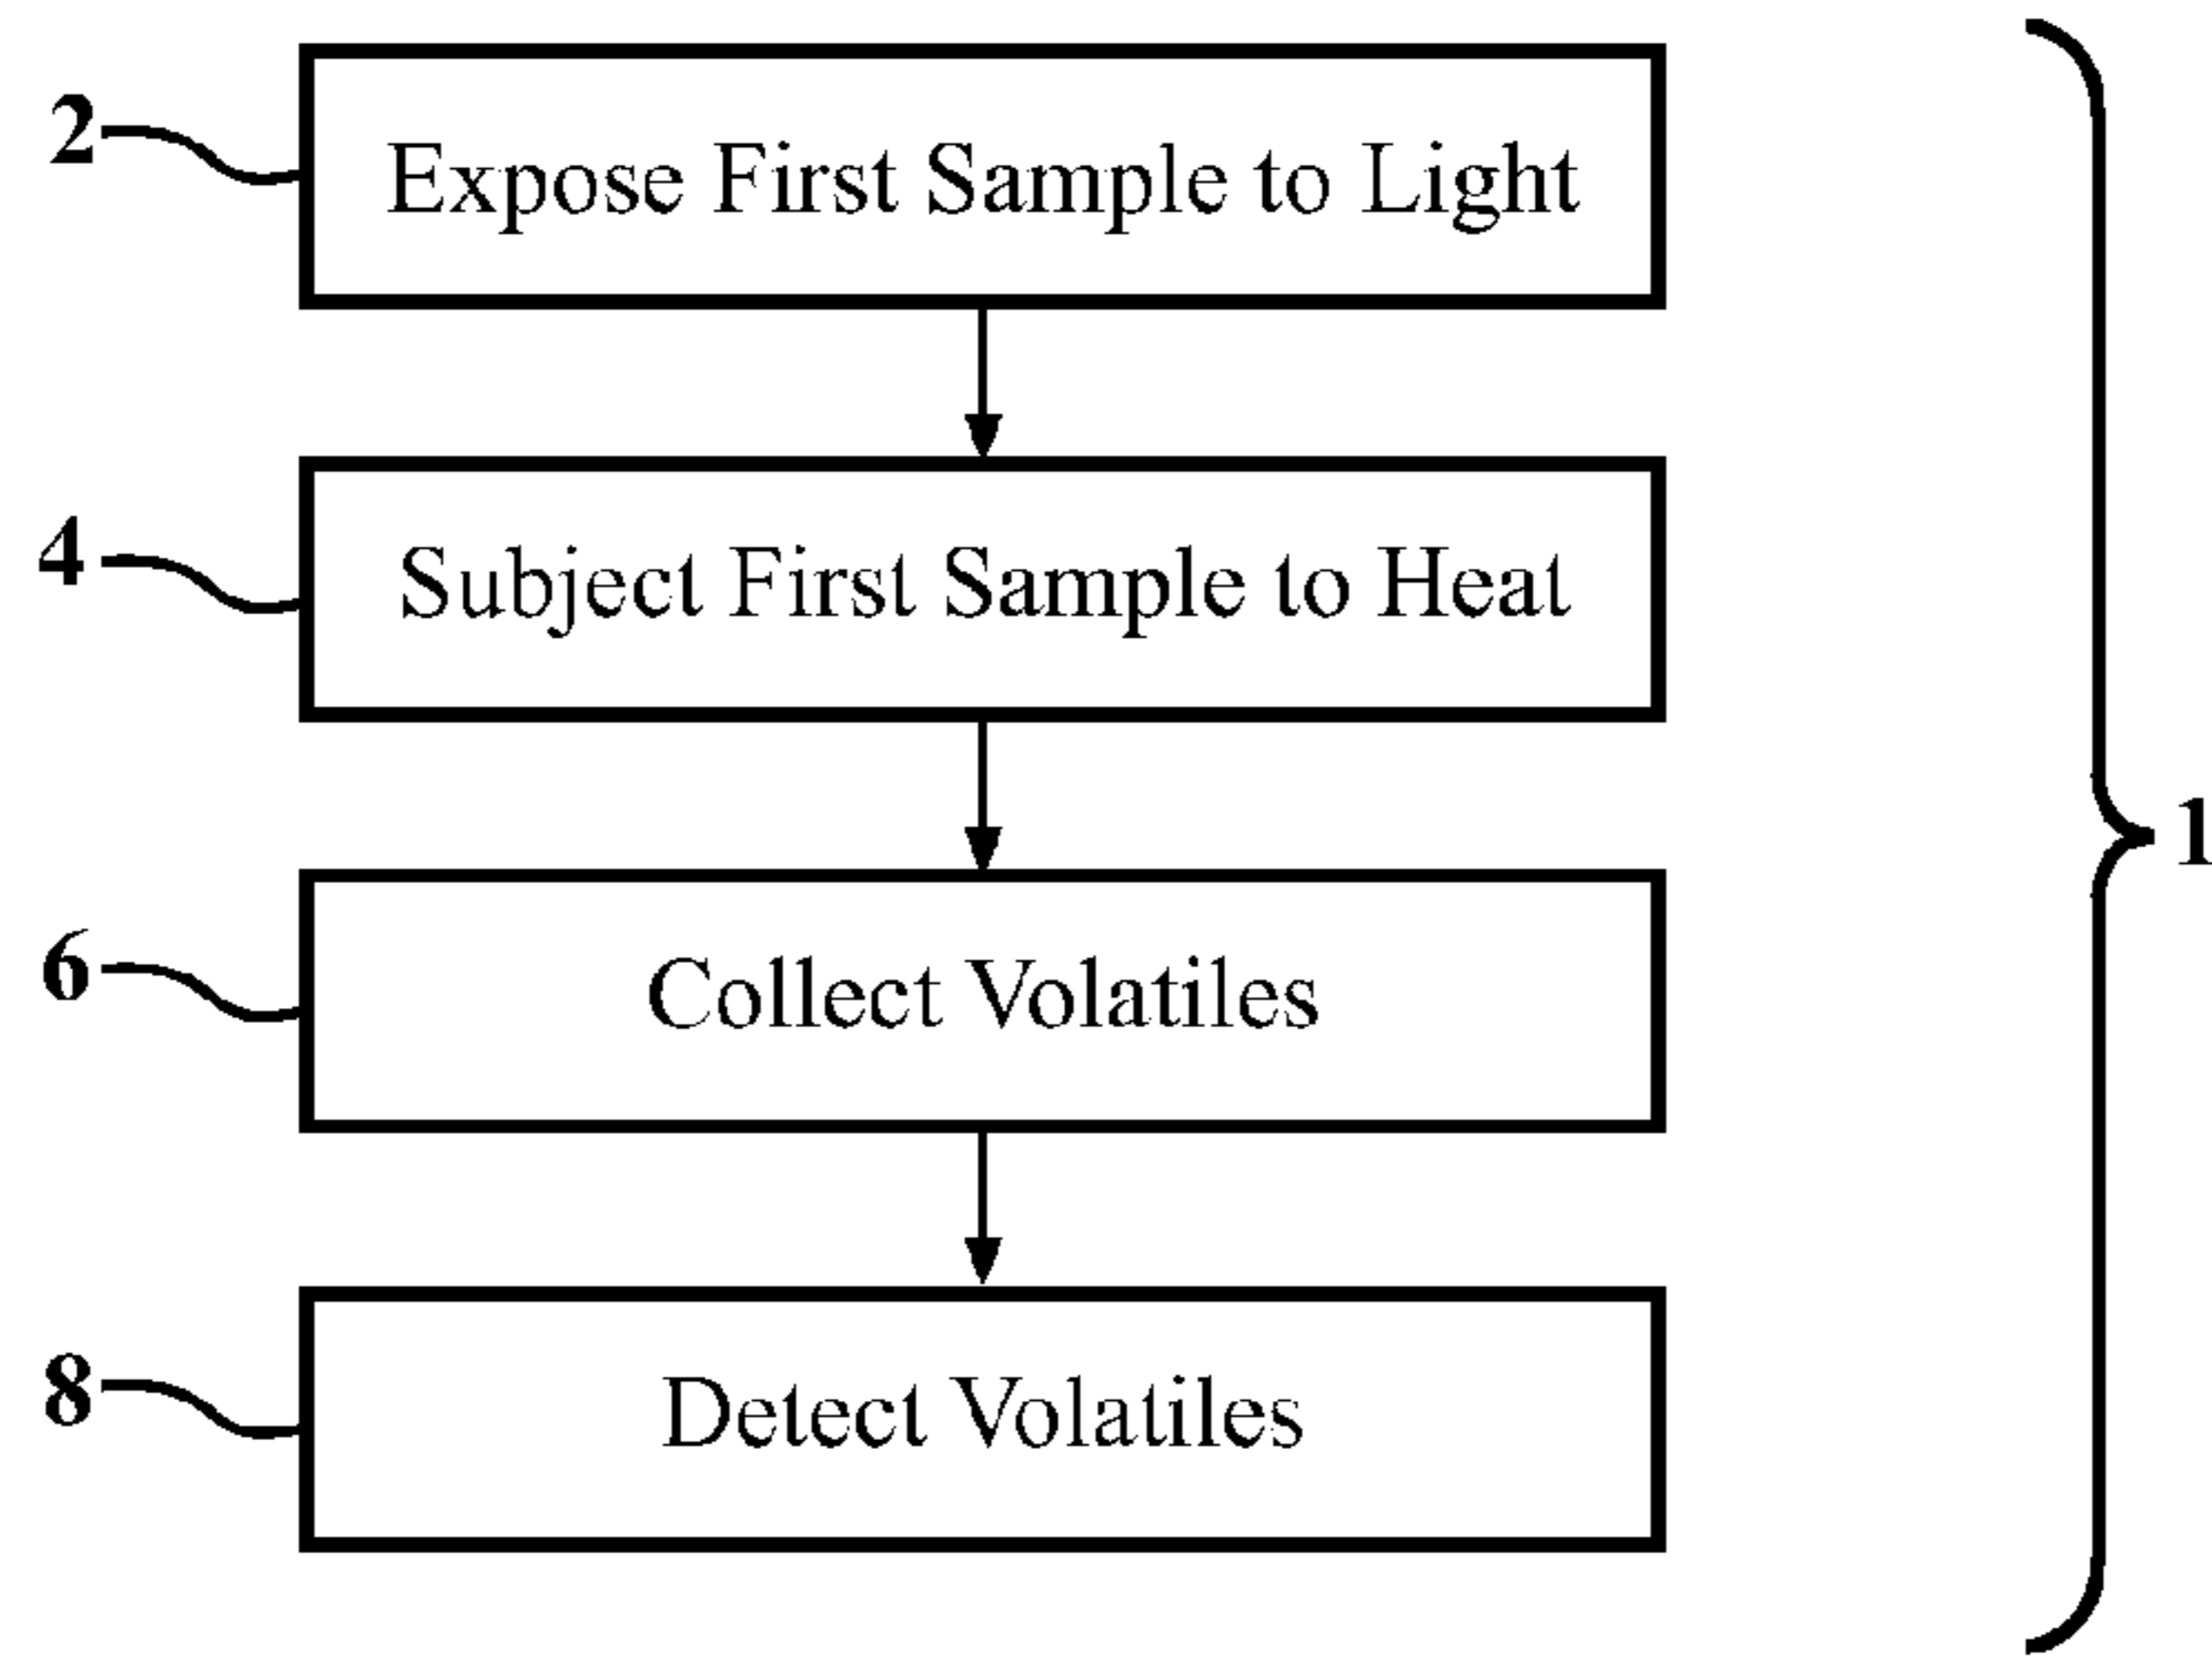 2
Expose First Sample to Light
4
Subject First Sample to Heat
1
6
Collect Volatiles
8
Detect Volatiles